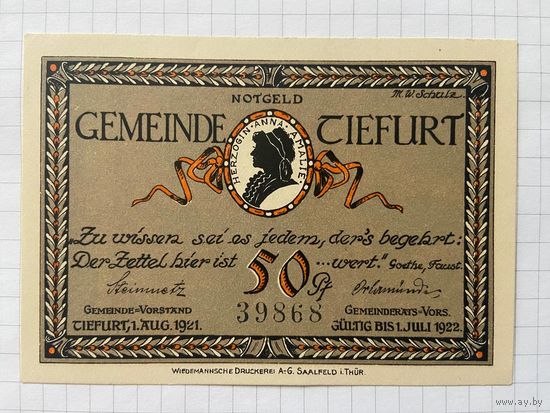 NOTGELD
M.W. Schulz.
GEMEINDE TIEFURT
HERZOGIN·ANNA·AMALIE
„Zu wissen sei es jedem, der's begehrt:
Der Zettel hier ist 50 Pf ...wert." Goethe, Faust.
Steinmetz
GEMEINDE=VORSTAND
TIEFURT, 1. AUG. 1921.
39868
GEMEINDERATS=VORS.
GÜLTIG BIS 1. JULI 1922.
WIEDEMANNSCHE DRUCKEREI A.-G. SAALFELD i. THÜR.
www.ay.by